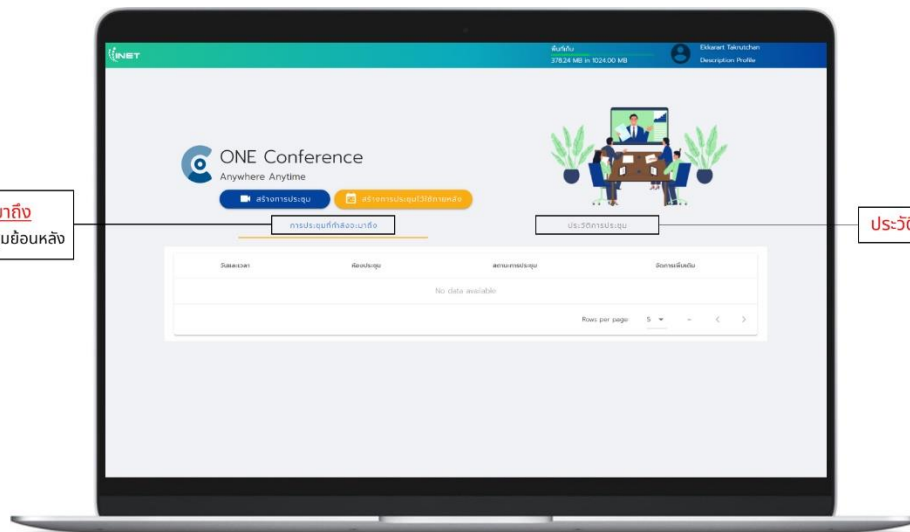 INET
พื้นที่เก็บ
378.24 MB in 1024.00 MB
Ekkarart Takrutchan
Description Profile
ONE Conference
Anywhere Anytime
สร้างการประชุม
สร้างการประชุมไว้ใช้ภายหลัง
มาถึง
มย้อนหลัง
การประชุมที่กำลังจะมาถึง
ประวัติการประชุม
ประวัติ
วันและเวลา
ห้องประชุม
สถานะการประชุม
จัดการเพิ่มเติม
No data available
Rows per page
5